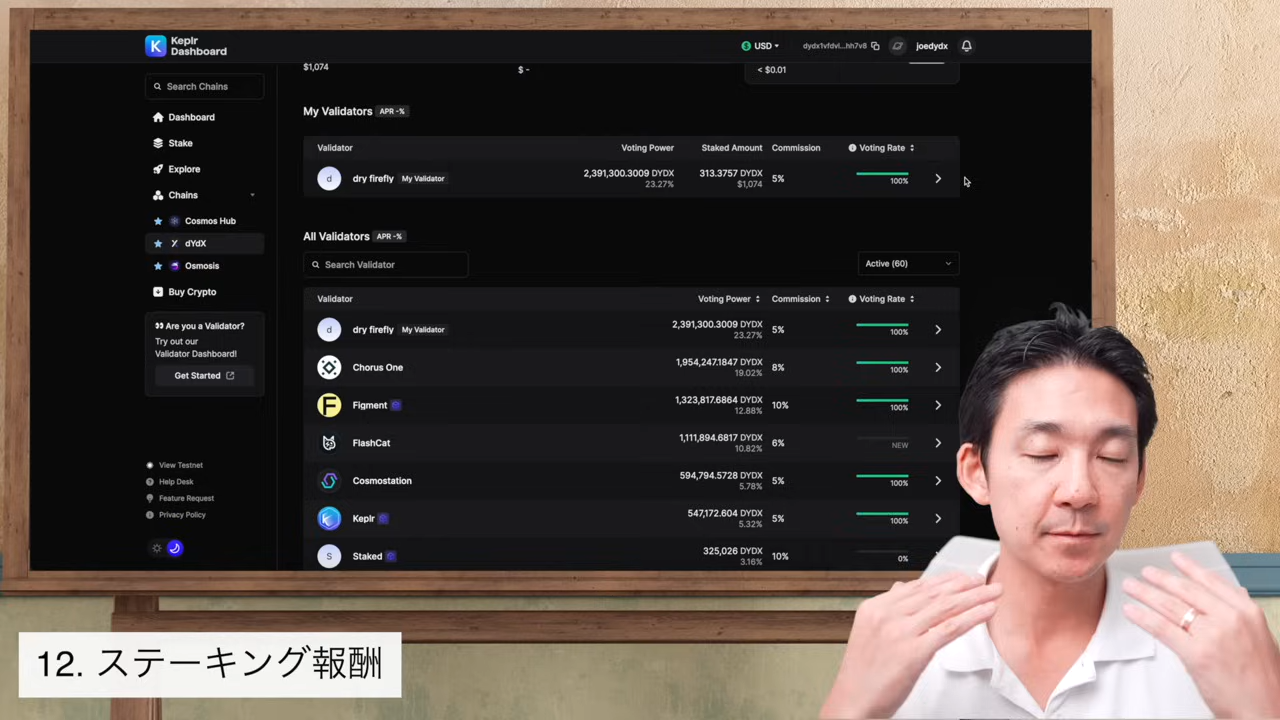 Keplr
Dashboard
USD
dydx1vfdvl...hh7v8
joedydx
Search Chains
Dashboard
Stake
Explore
Chains
Cosmos Hub
dYdX
Osmosis
Buy Crypto
Are you a Validator?
Try out our
Validator Dashboard!
Get Started
View Testnet
Help Desk
Feature Request
Privacy Policy
$1,074
$ -
< $0.01
My Validators APR -%
Validator Voting Power Staked Amount Commission Voting Rate
d dry firefly My Validator 2,391,300.3009 DYDX 313.3757 DYDX 5% 100%
23.27% $1,074
All Validators APR -%
Search Validator
Active (60)
Validator Voting Power Commission Voting Rate
d dry firefly My Validator 2,391,300.3009 DYDX 5% 100%
23.27%
Chorus One 1,954,247.1847 DYDX 8% 100%
19.02%
Figment 1,323,817.6864 DYDX 10% 100%
12.88%
FlashCat 1,111,894.6817 DYDX 6% NEW
10.82%
Cosmostation 594,794.5728 DYDX 5% 100%
5.78%
Keplr 547,172.604 DYDX 5% 100%
5.32%
S Staked 325,026 DYDX 10% 0%
3.16%
12. ステーキング報酬